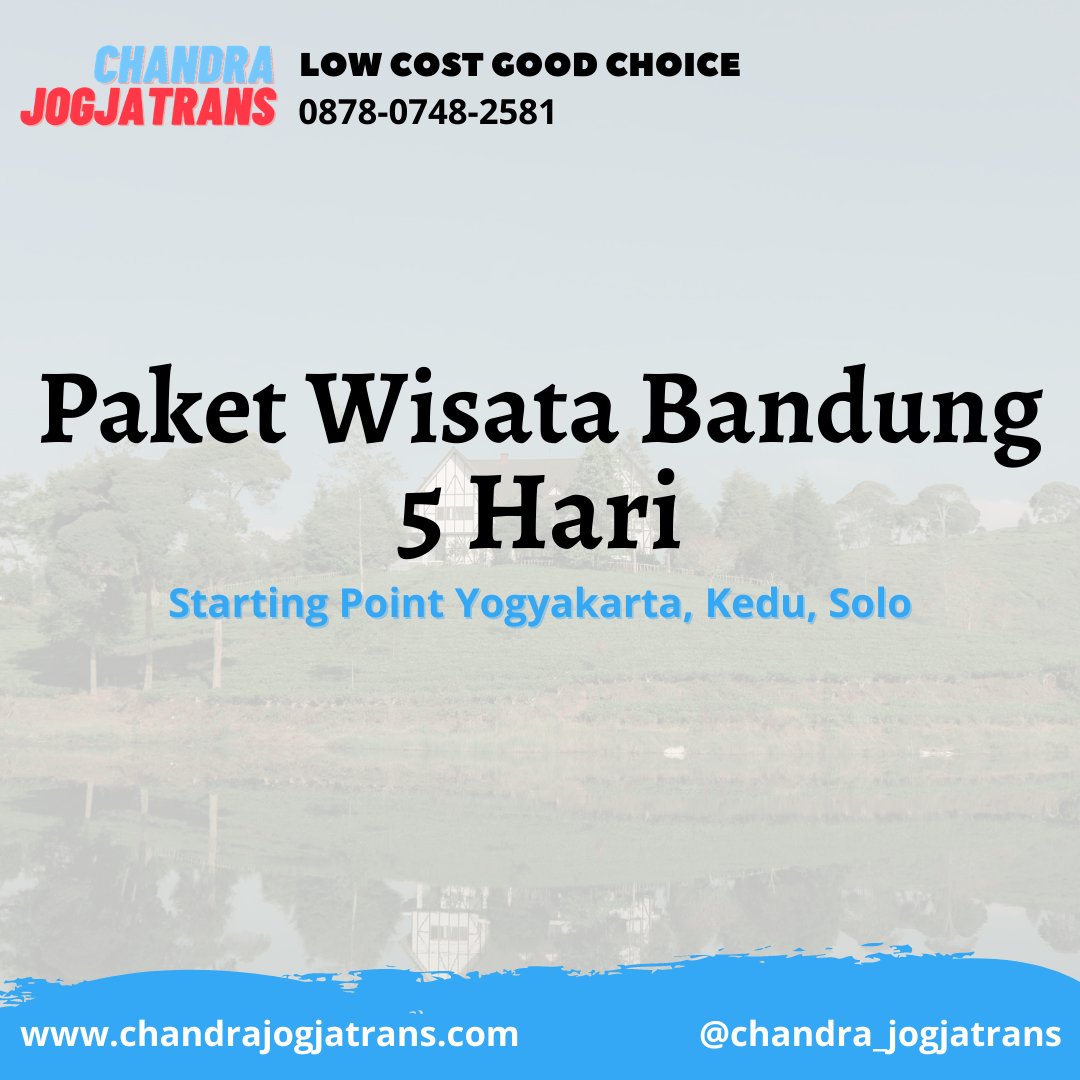 CHANDRA
JOGJATRANS
LOW COST GOOD CHOICE
0878-0748-2581
Paket Wisata Bandung
5 Hari
Starting Point Yogyakarta, Kedu, Solo
www.chandrajogjatrans.com
@chandra_jogjatrans